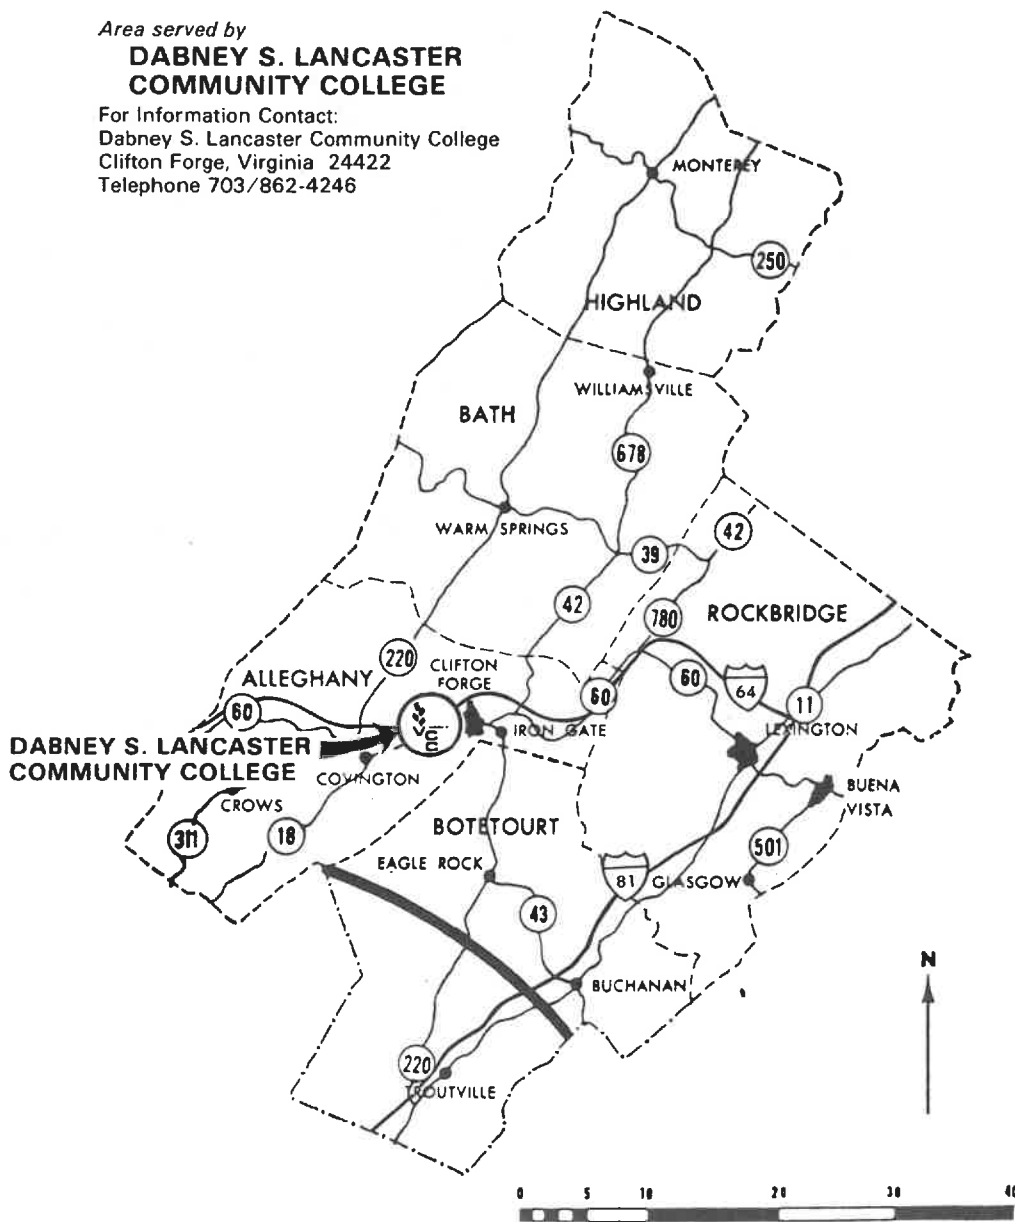 Area served by
DABNEY S. LANCASTER
COMMUNITY COLLEGE
For Information Contact:
Dabney S. Lancaster Community College
Clifton Forge, Virginia 24422
Telephone 703/862-4246
MONTEREY
250
HIGHLAND
WILLIAMSVILLE
BATH
678
WARM SPRINGS
42
39
42
780
ROCKBRIDGE
220
CLIFTON
FORGE
ALLEGHANY
60
60
60
64
11
LEXINGTON
IRON GATE
DABNEY S. LANCASTER
COMMUNITY COLLEGE
COVINGTON
CROWS
BUENA
VISTA
311
18
BOTETOURT
501
EAGLE ROCK
81
GLASGOW
43
N
BUCHANAN
220
TROUTVILLE
0 5 10 20 30 40